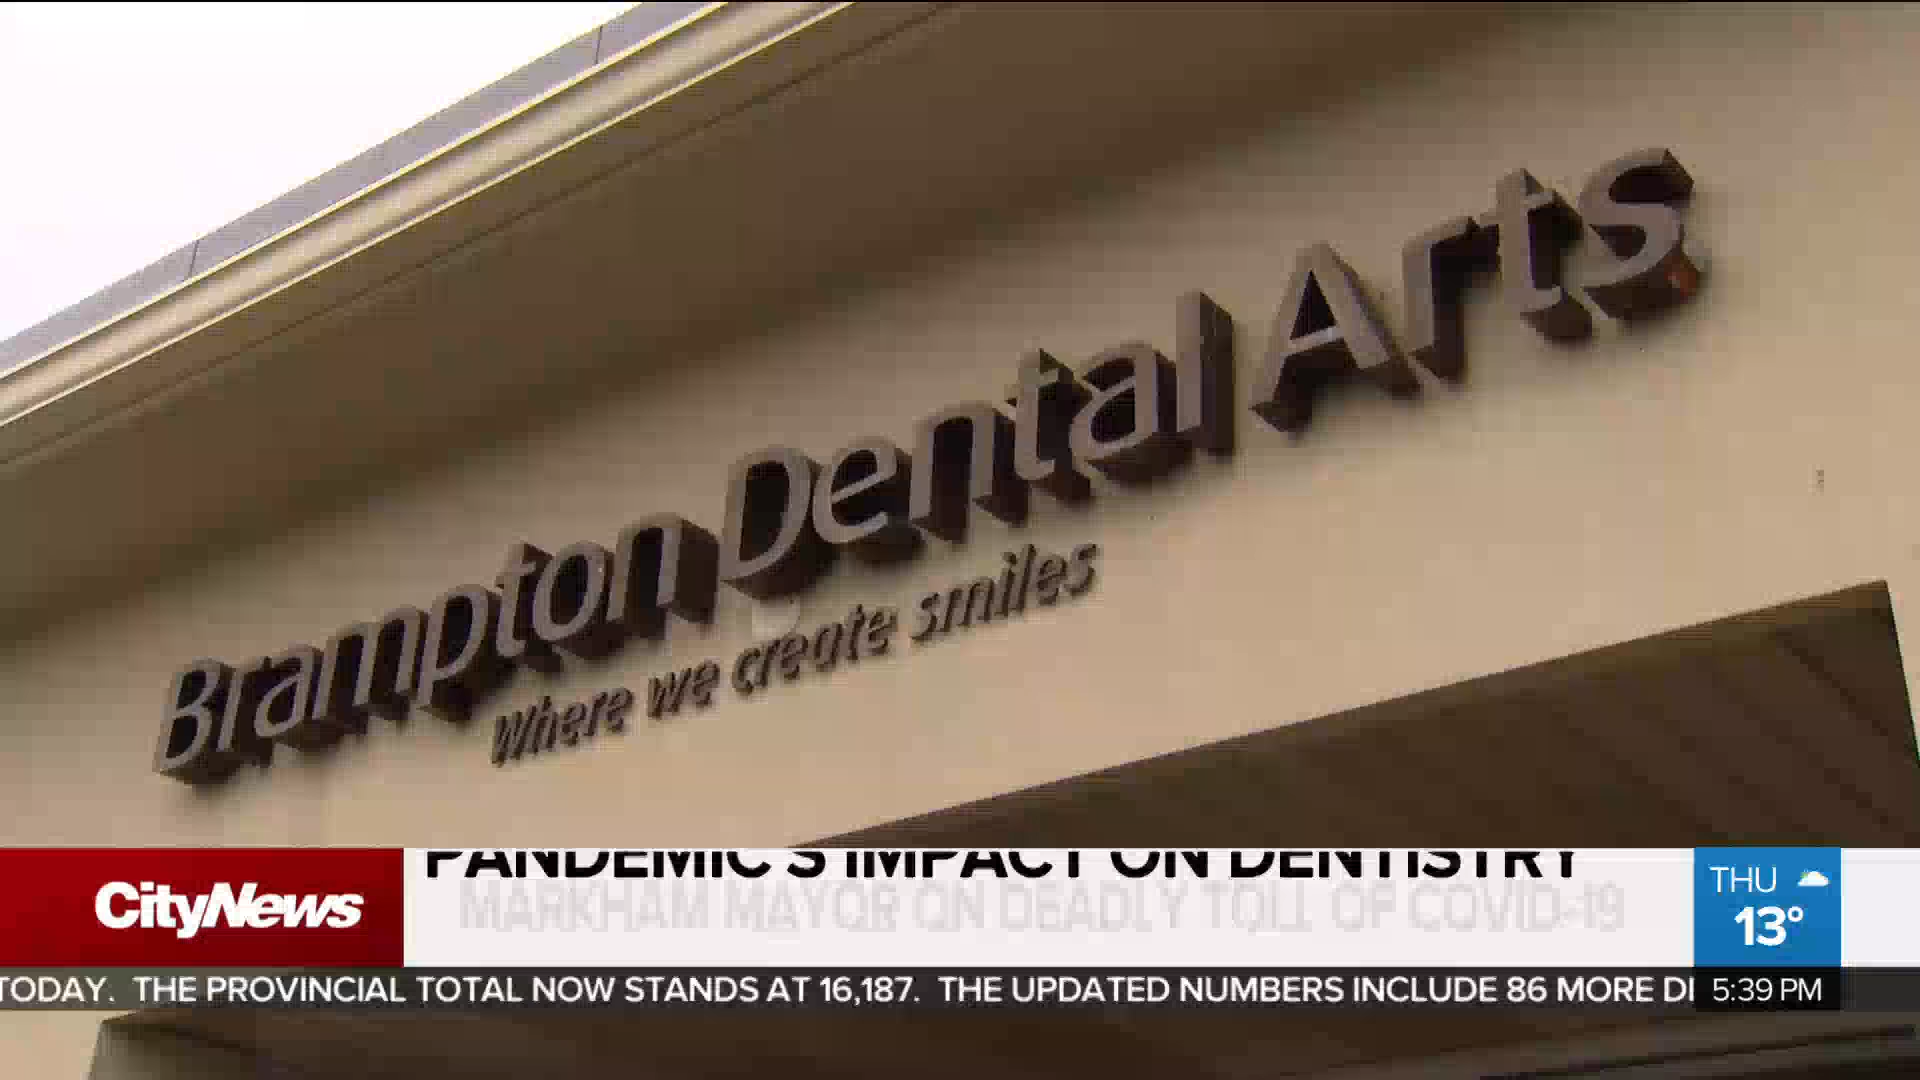 Brampton Dental Arts
Where we create smiles
PANDEMIC'S IMPACT ON DENTISTRY
MARKHAM MAYOR ON DEADLY TOLL OF COVID-19
CityNews
THU
13°
TODAY. THE PROVINCIAL TOTAL NOW STANDS AT 16,187. THE UPDATED NUMBERS INCLUDE 86 MORE DI
5:39 PM